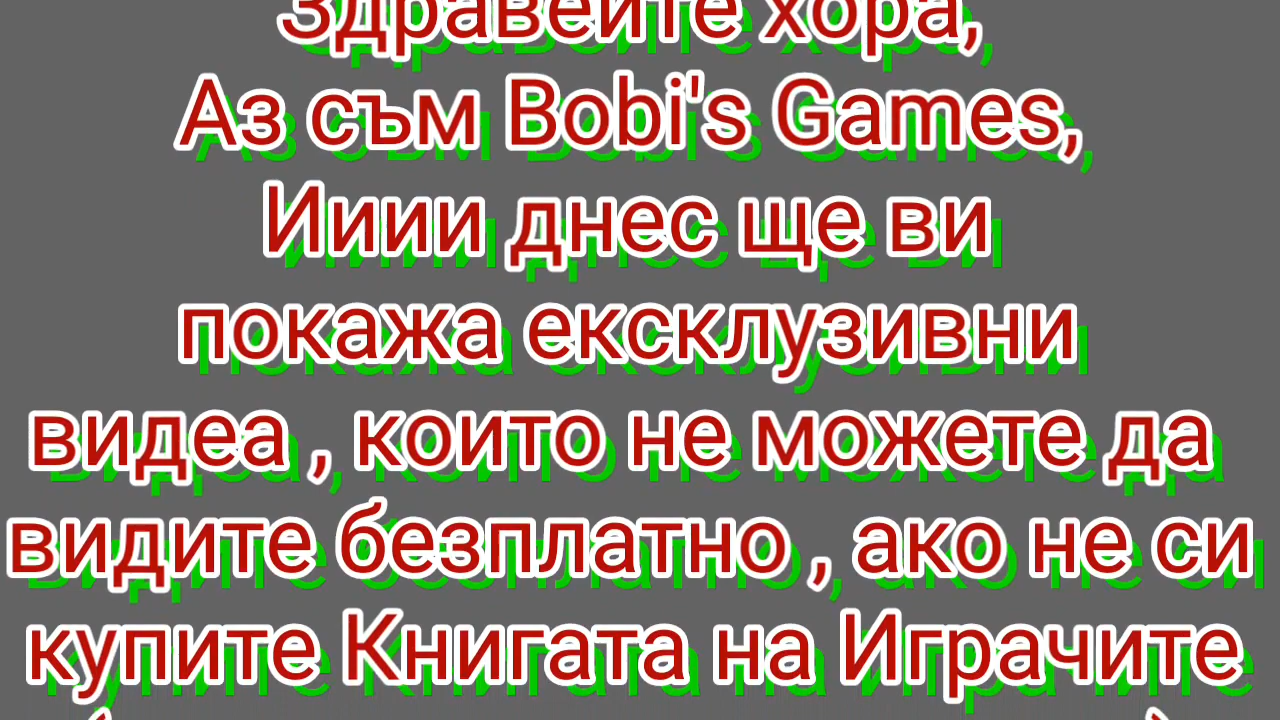 Здравейте хора,
Аз съм Bobi's Games,
Ииии днес ще ви
покажа ексклузивни
видеа , които не можете да
видите безплатно , ако не си
купите Книгата на Играчите